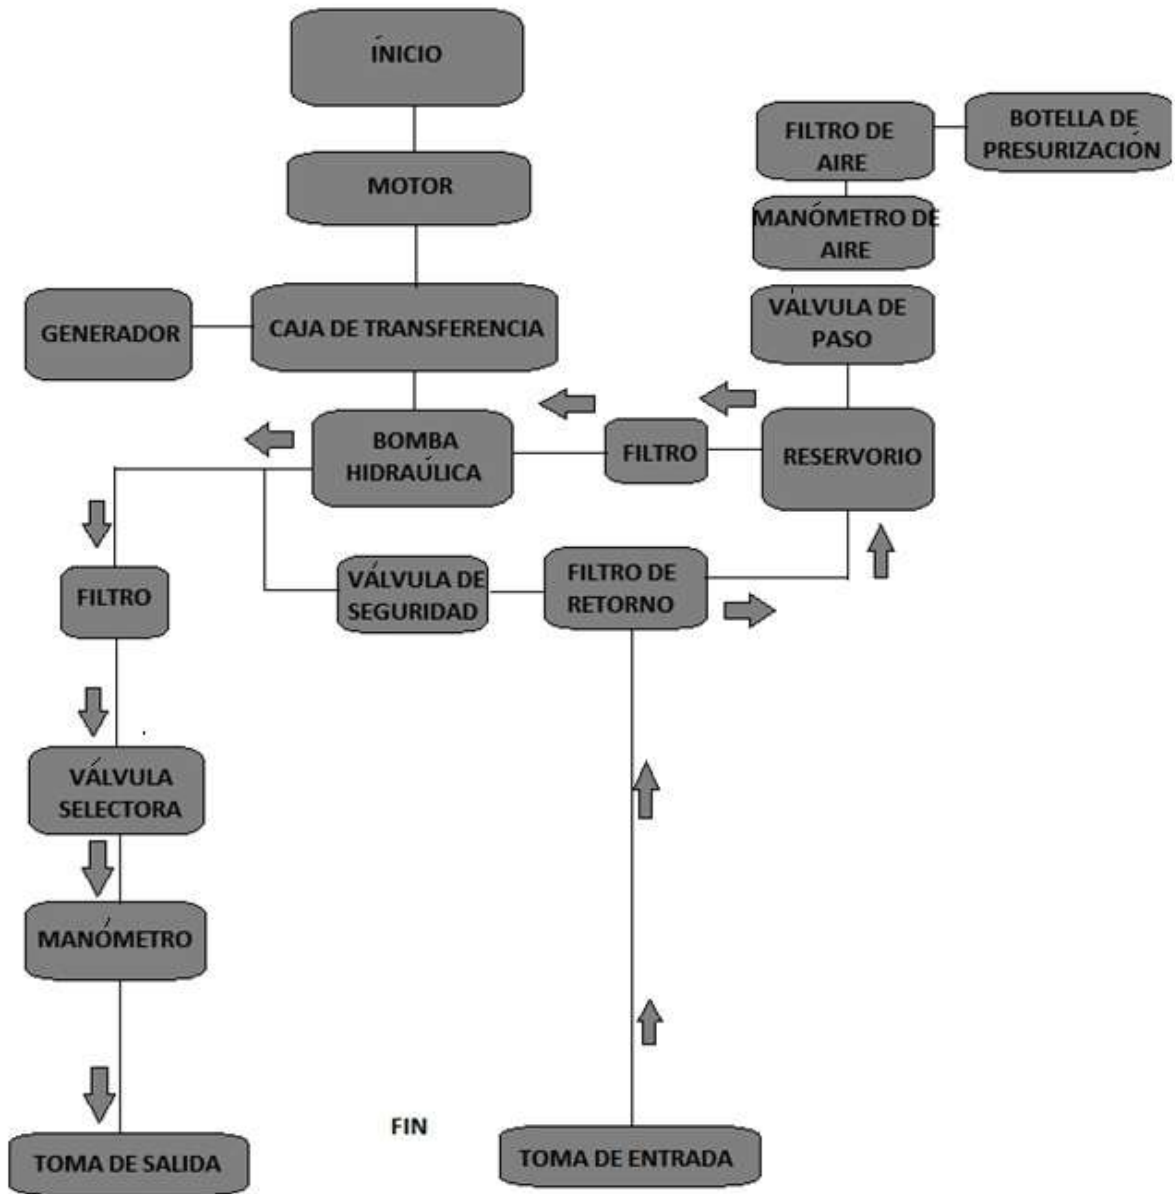 ÍNICIO
MOTOR
FILTRO DE
AIRE
BOTELLA DE
PRESURIZACIÓN
MANÓMETRO DE
AIRE
GENERADOR
CAJA DE TRANSFERENCIA
VÁLVULA DE
PASO
BOMBA
HIDRAÚLICA
FILTRO
RESERVORIO
FILTRO
VÁLVULA DE
SEGURIDAD
FILTRO DE
RETORNO
VÁLVULA
SELECTORA
MANÓMETRO
TOMA DE SALIDA
FIN
TOMA DE ENTRADA